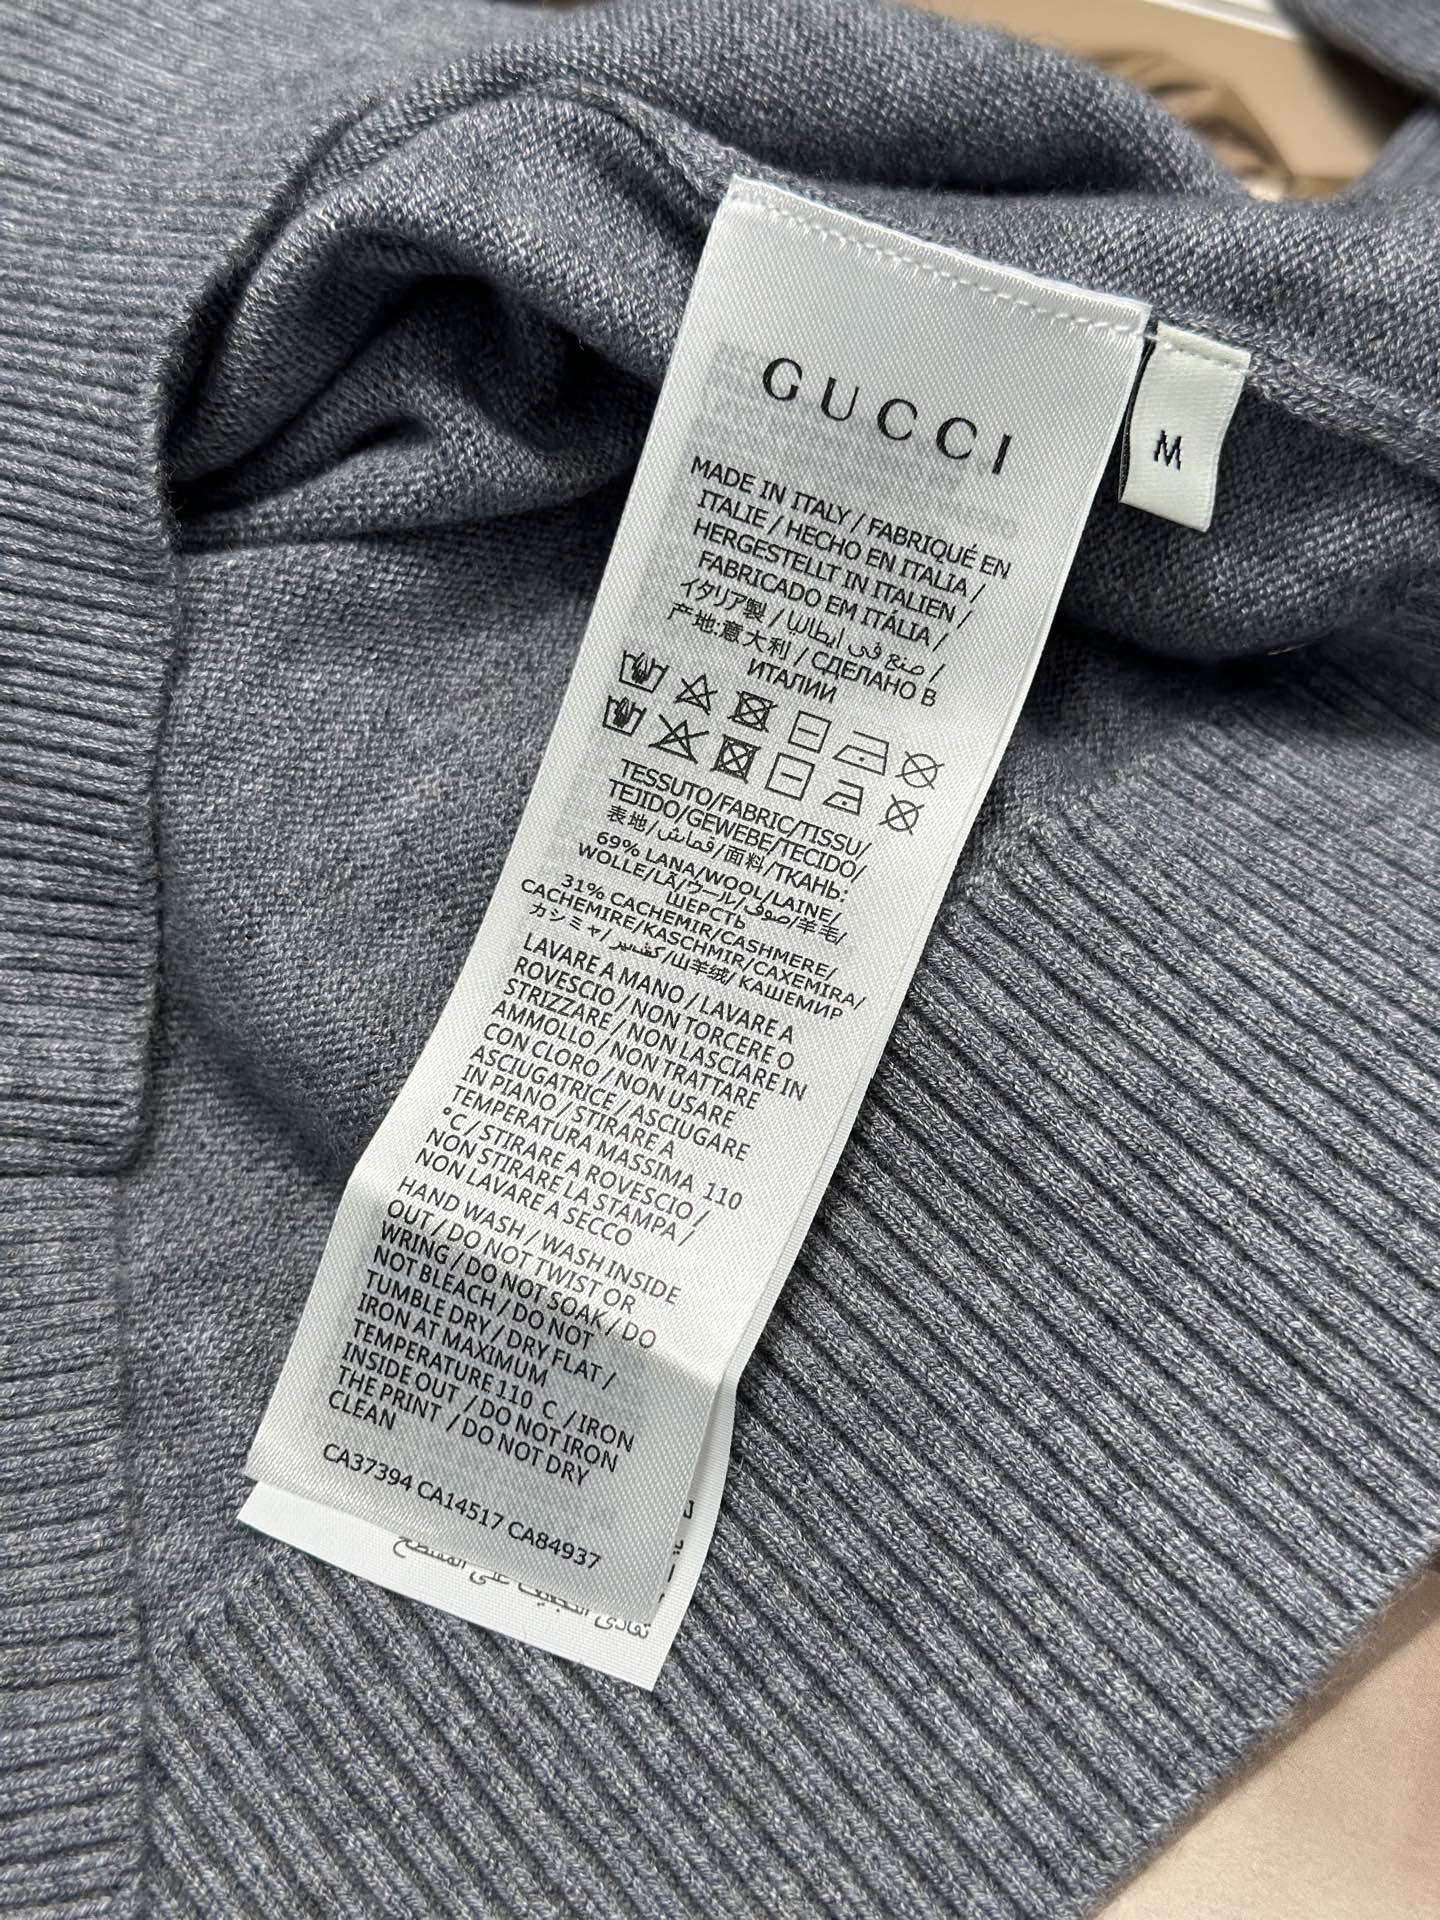 GUCCI
M
MADE IN ITALY / FABRIQUÉ EN
ITALIE / HECHO EN ITALIA /
HERGESTELLT IN ITALIEN /
FABRICADO EM ITÁLIA /
イタリア製 / صنع في إيطاليا /
产地:意大利 / СДЕЛАНО В
ИТАЛИИ
TESSUTO/FABRIC/TISSU/
TEJIDO/GEWEBE/TECIDO/
表地/قماش/面料/ТКАНЬ:
69% LANA/WOOL/LAINE/
WOLLE/LÃ/ウール/صوف/羊毛/
ШЕРСТЬ
31% CACHEMIR/CASHMERE/
CACHEMIRE/KASCHMIR/CAXEMIRA/
カシミャ/كشمير/山羊绒/ КАШЕМИР
LAVARE A MANO / LAVARE A
ROVESCIO / NON TORCERE O
STRIZZARE / NON LASCIARE IN
AMMOLLO / NON TRATTARE
CON CLORO / NON USARE
ASCIUGATRICE / ASCIUGARE
IN PIANO / STIRARE A
TEMPERATURA MASSIMA 110
°C / STIRARE A ROVESCIO /
NON STIRARE LA STAMPA /
NON LAVARE A SECCO
HAND WASH / WASH INSIDE
OUT / DO NOT TWIST OR
WRING / DO NOT SOAK / DO
NOT BLEACH / DO NOT
TUMBLE DRY / DRY FLAT /
IRON AT MAXIMUM
TEMPERATURE 110 C / IRON
INSIDE OUT / DO NOT IRON
THE PRINT / DO NOT DRY
CLEAN
CA37394 CA14517 CA84937